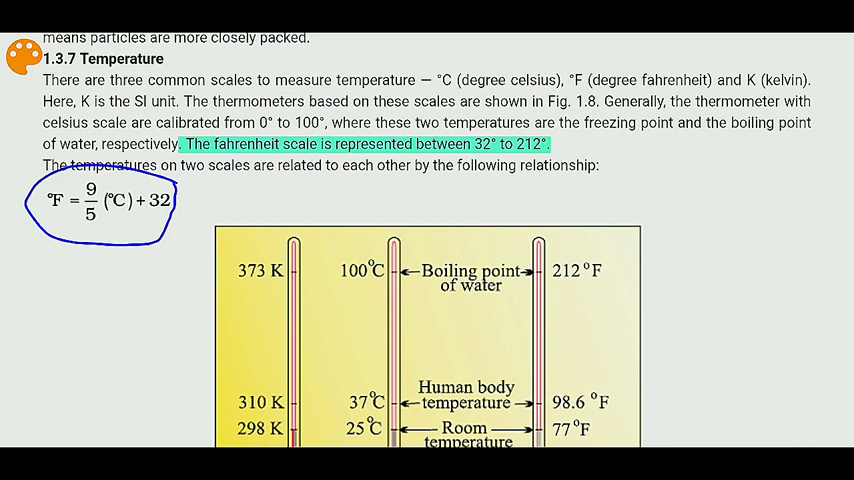 means particles are more closely packed.
1.3.7 Temperature
There are three common scales to measure temperature — °C (degree celsius), °F (degree fahrenheit) and K (kelvin).
Here, K is the SI unit. The thermometers based on these scales are shown in Fig. 1.8. Generally, the thermometer with
celsius scale are calibrated from 0° to 100°, where these two temperatures are the freezing point and the boiling point
of water, respectively. The fahrenheit scale is represented between 32° to 212°.
The temperatures on two scales are related to each other by the following relationship:
°F = 9/5 (°C) + 32
373 K 100°C Boiling point 212 °F
of water
Human body
310 K 37°C temperature 98.6 °F
298 K 25°C Room 77 °F
temperature